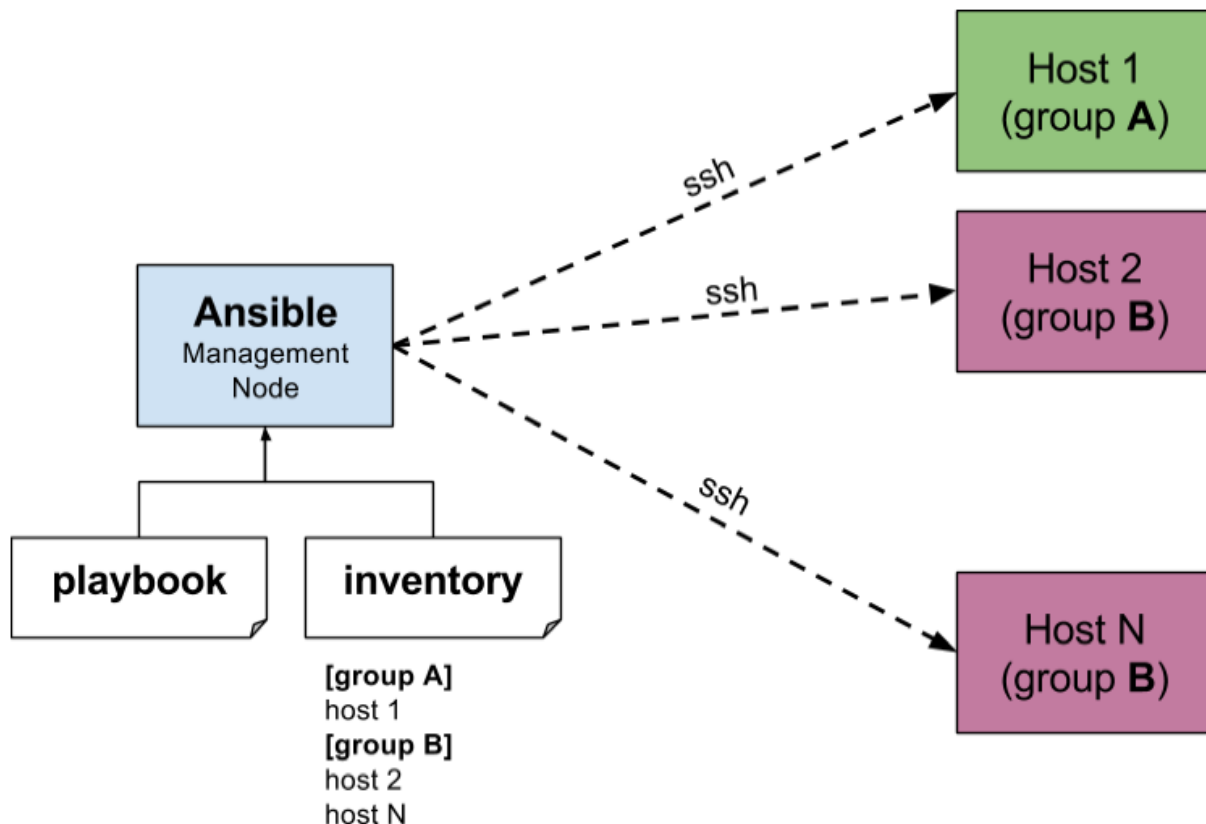 Host 1
(group A)
ssh
Host 2
(group B)
ssh
Ansible
Management
Node
ssh
playbook
inventory
Host N
(group B)
[group A]
host 1
[group B]
host 2
host N